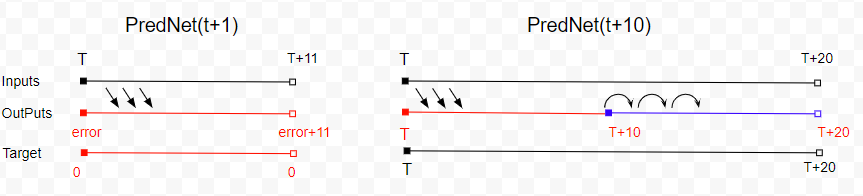 PredNet(t+1) PredNet(t+10)
T T+11 T T+20
Inputs
OutPuts
error error+11 T T+10 T+20
Target
0 0 T T+20